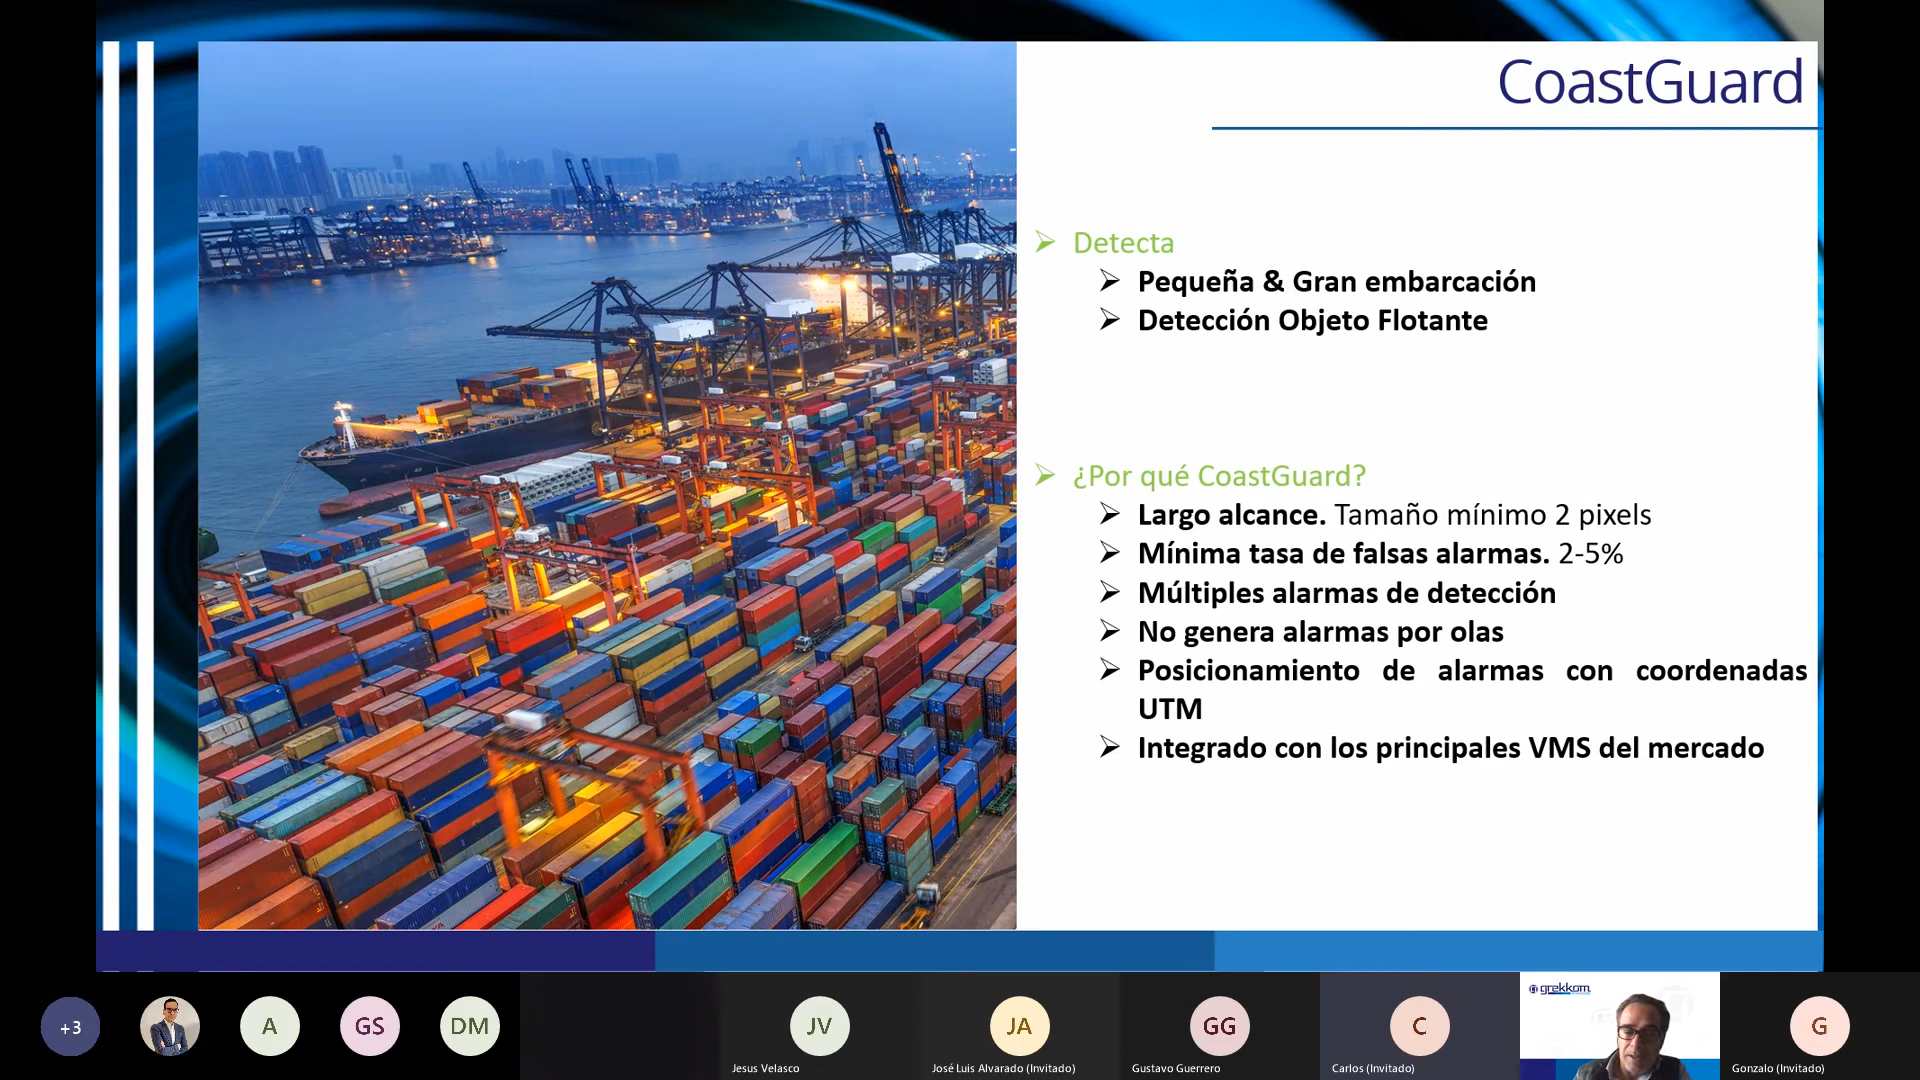 CoastGuard
Detecta
Pequeña & Gran embarcación
Detección Objeto Flotante
¿Por qué CoastGuard?
Largo alcance. Tamaño mínimo 2 pixels
Mínima tasa de falsas alarmas. 2-5%
Múltiples alarmas de detección
No genera alarmas por olas
Posicionamiento de alarmas con coordenadas
UTM
Integrado con los principales VMS del mercado
+3
A
GS
DM
JV
Jesus Velasco
JA
José Luis Alvarado (Invitado)
GG
Gustavo Guerrero
C
Carlos (Invitado)
grekkom
G
Gonzalo (Invitado)